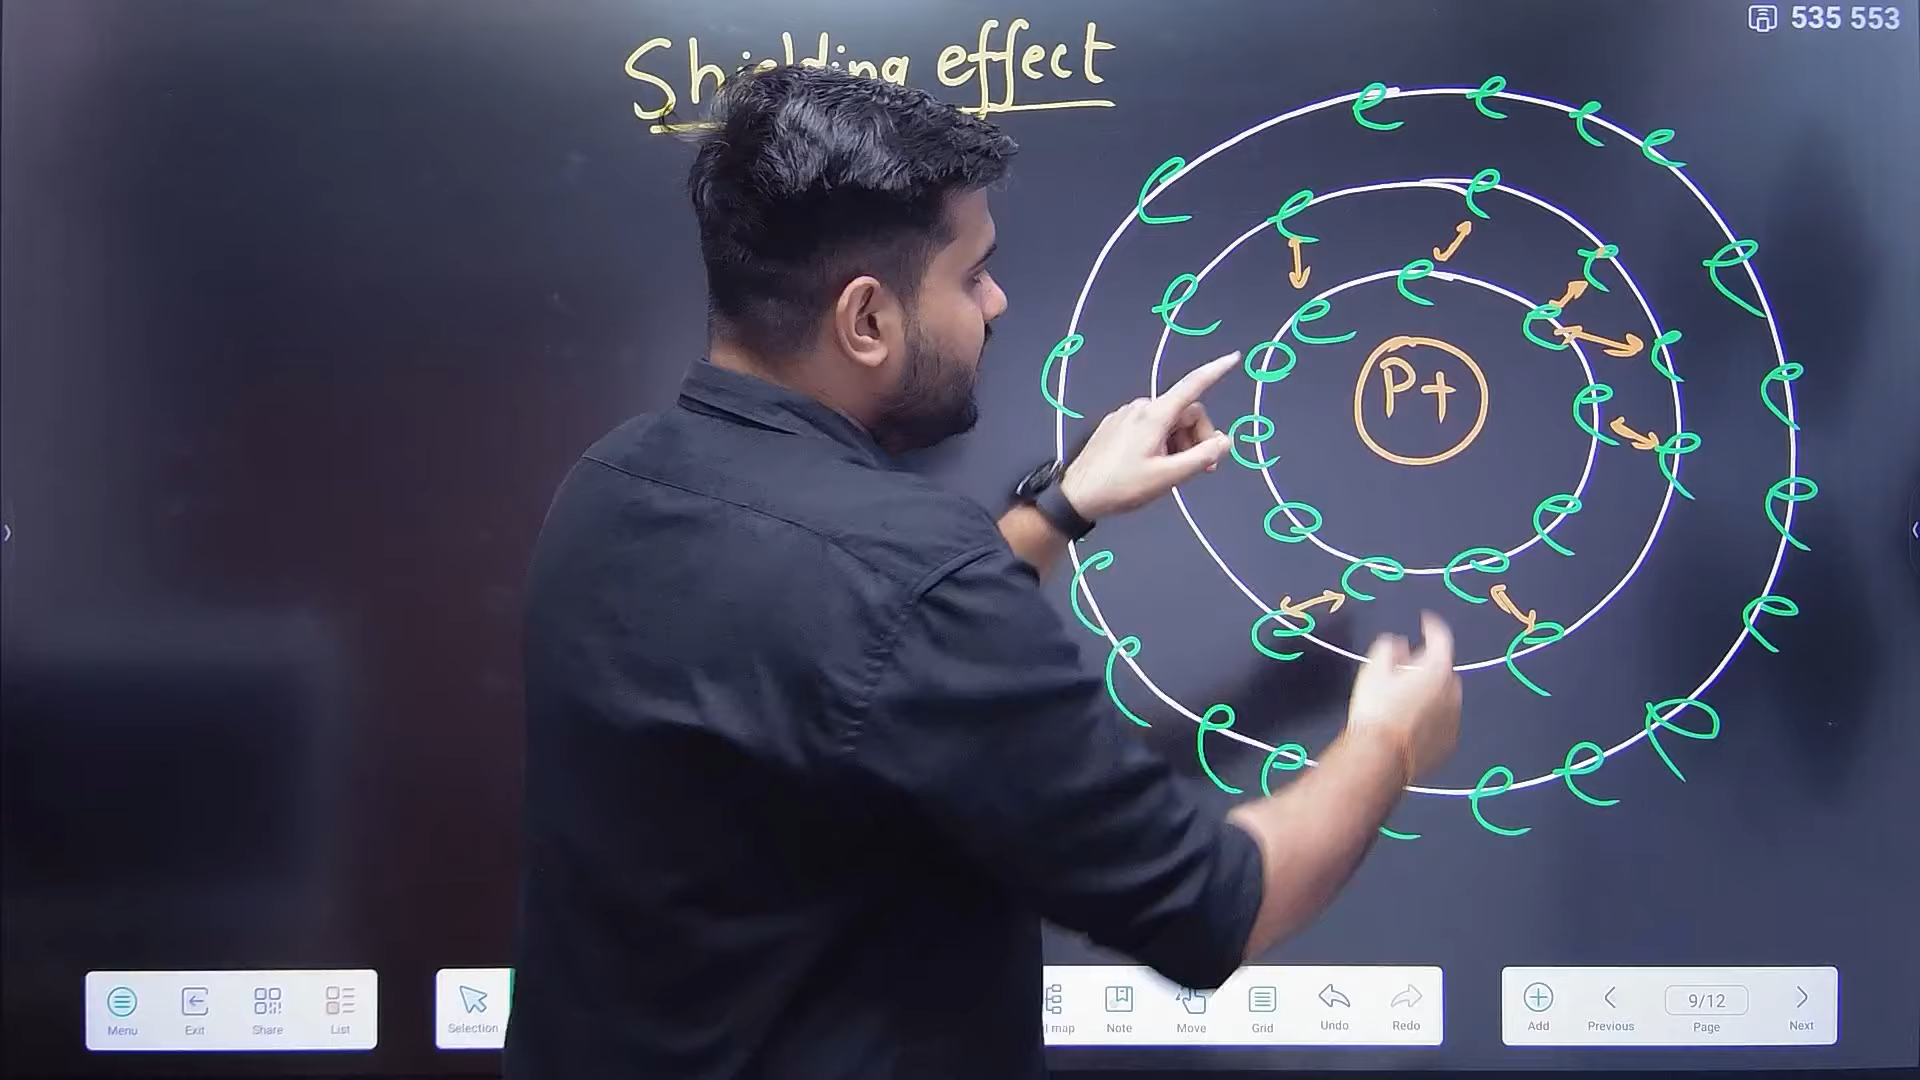 535 553
Shielding effect
e e e e
e e e
e e e e
e e e e e
P+
e e e e
e e e e
e e e e
e e e e
e e e e
Menu Exit Share List Selection Note Move Grid Undo Redo Add Previous 9/12 Page Next